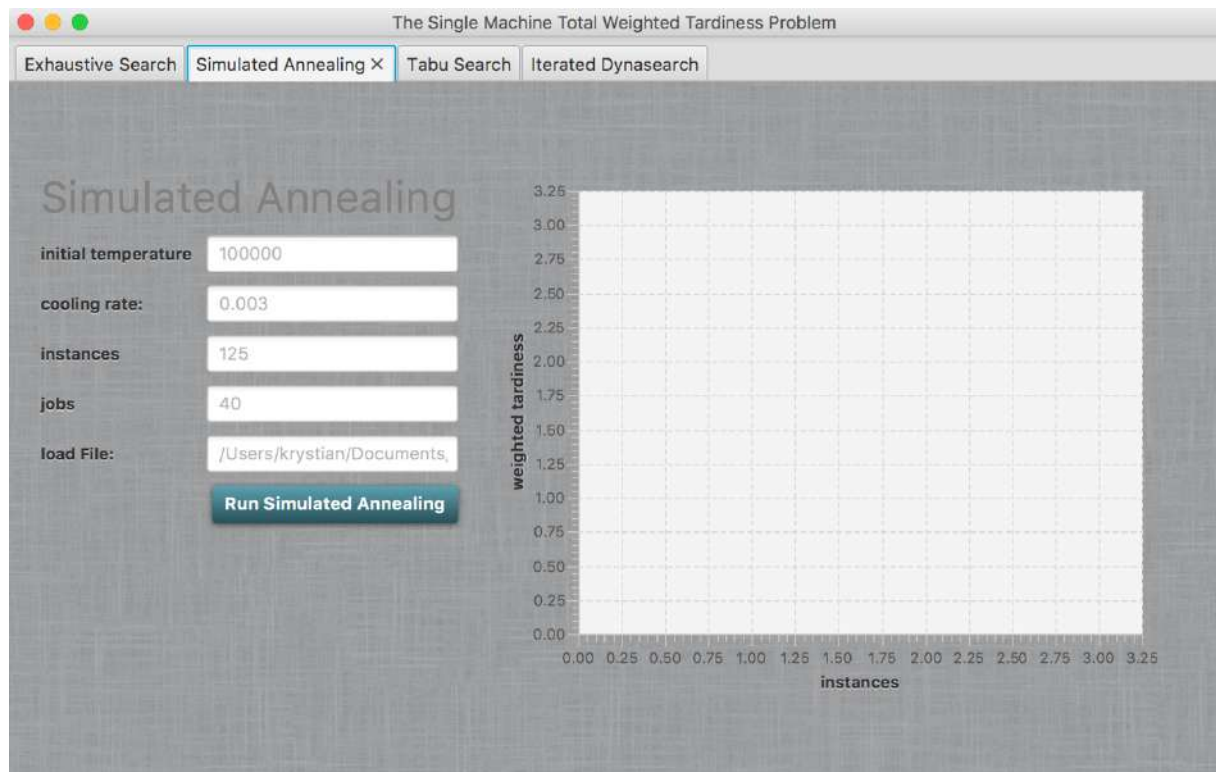 The Single Machine Total Weighted Tardiness Problem
Exhaustive Search Simulated Annealing × Tabu Search Iterated Dynasearch
Simulated Annealing
initial temperature 100000
cooling rate: 0.003
instances 125
jobs 40
load File: /Users/krystian/Documents,
Run Simulated Annealing
weighted tardiness
3.25
3.00
2.75
2.50
2.25
2.00
1.75
1.50
1.25
1.00
0.75
0.50
0.25
0.00
0.00 0.25 0.50 0.75 1.00 1.25 1.50 1.75 2.00 2.25 2.50 2.75 3.00 3.25
instances